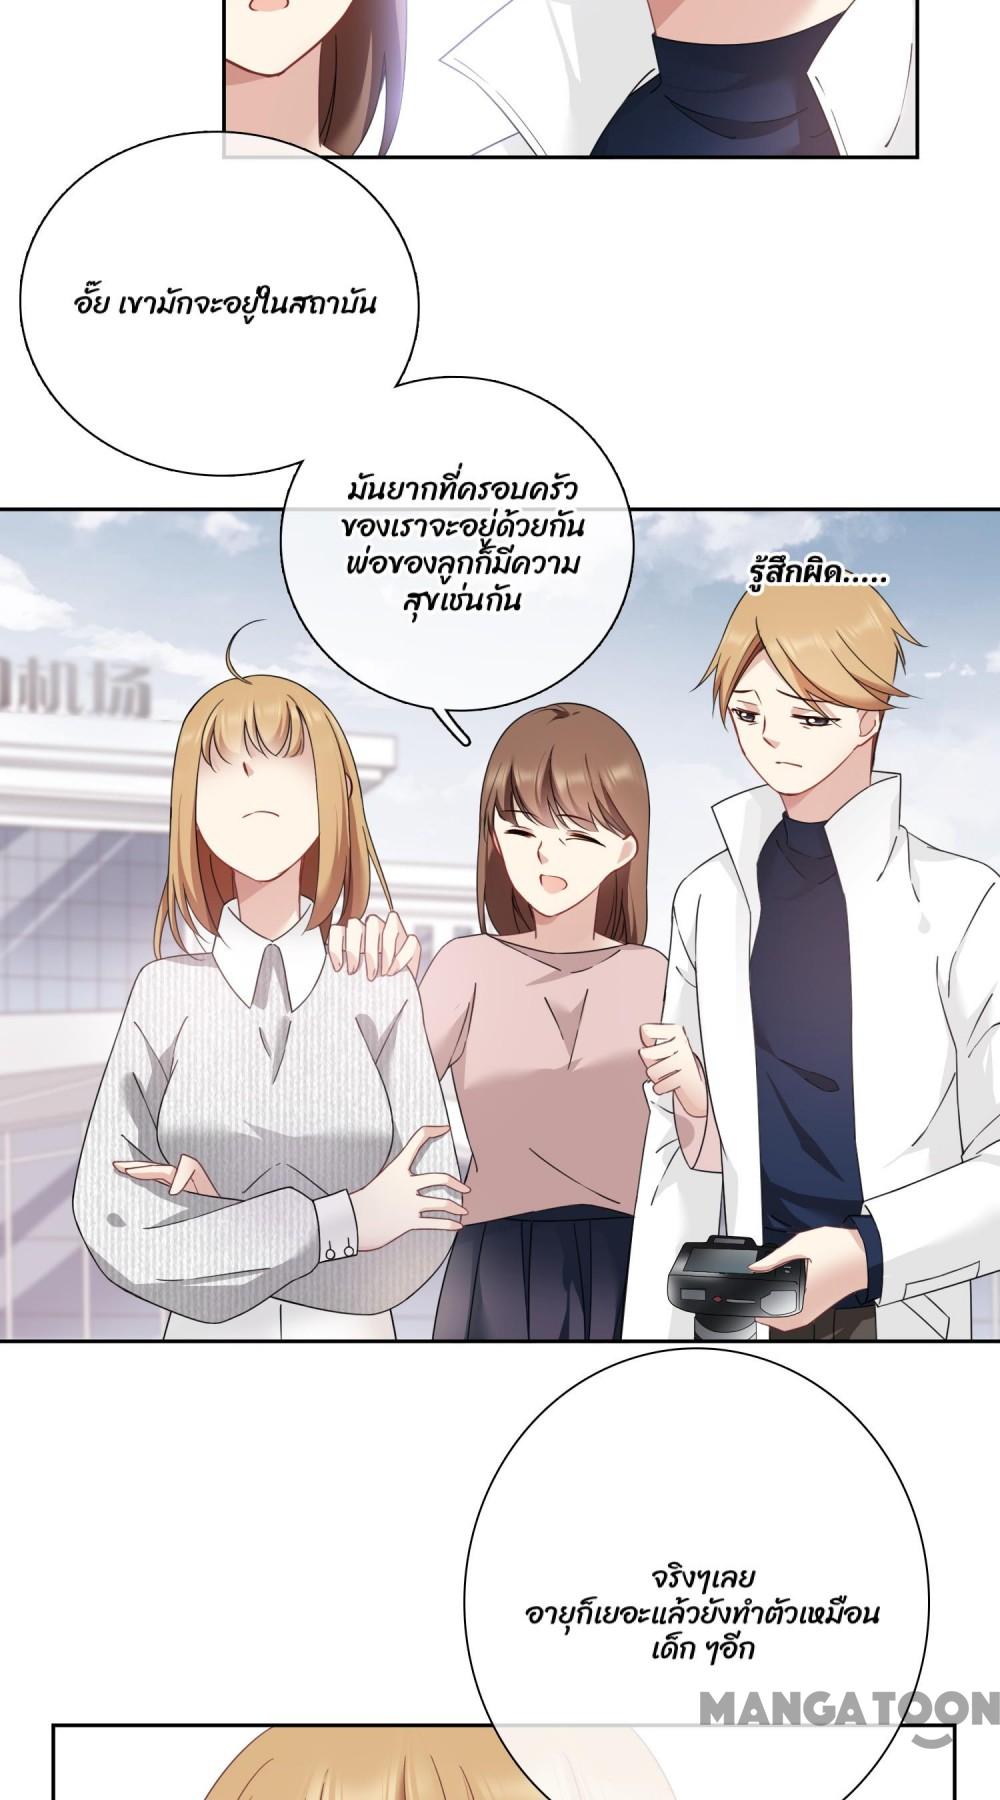 อั๊ย เขามักจะอยู่ในสถาบัน
มันยากที่ครอบครัว
ของเราจะอยู่ด้วยกัน
พ่อของลูกก็มีความ
สุขเช่นกัน
รู้สึกผิด.....
机场
จริงๆเลย
อายุก็เยอะแล้วยังทำตัวเหมือน
เด็ก ๆอีก
MANGATOON